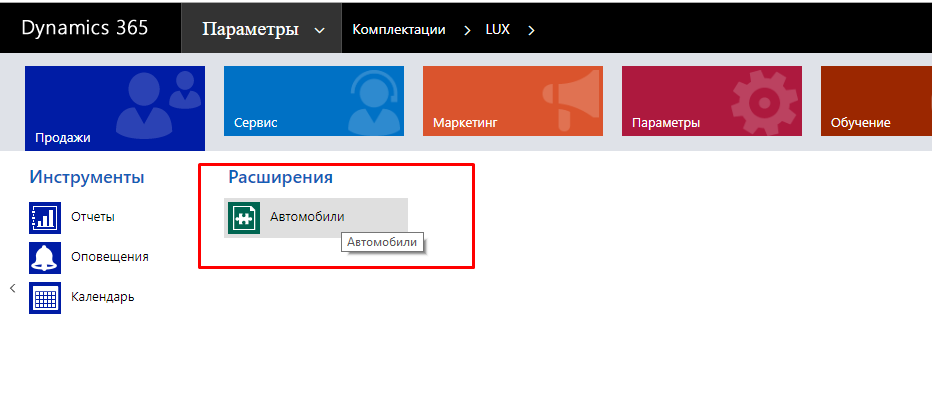 Dynamics 365 Параметры Комплектации LUX
Продажи Сервис Маркетинг Параметры Обучение
Инструменты Расширения
Отчеты Автомобили
Автомобили
Оповещения
Календарь